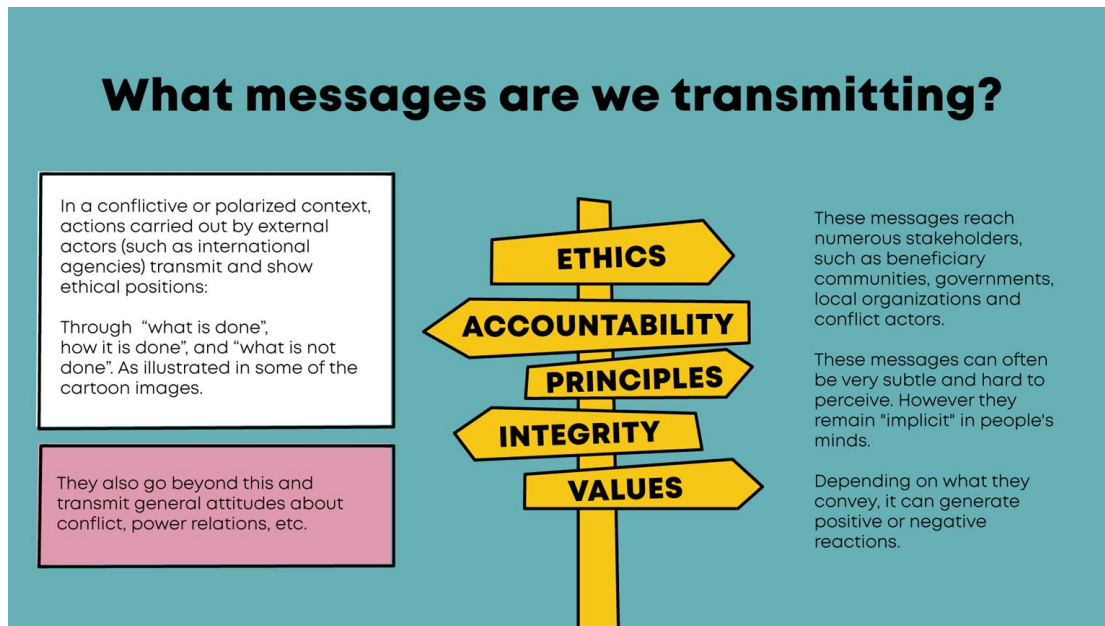 What messages are we transmitting?
In a conflictive or polarized context,
actions carried out by external
actors (such as international
agencies) transmit and show
ethical positions:
Through “what is done”,
how it is done”, and “what is not
done”. As illustrated in some of the
cartoon images.
They also go beyond this and
transmit general attitudes about
conflict, power relations, etc.
ETHICS
ACCOUNTABILITY
PRINCIPLES
INTEGRITY
VALUES
These messages reach
numerous stakeholders,
such as beneficiary
communities, governments,
local organizations and
conflict actors.
These messages can often
be very subtle and hard to
perceive. However they
remain "implicit" in people's
minds.
Depending on what they
convey, it can generate
positive or negative
reactions.